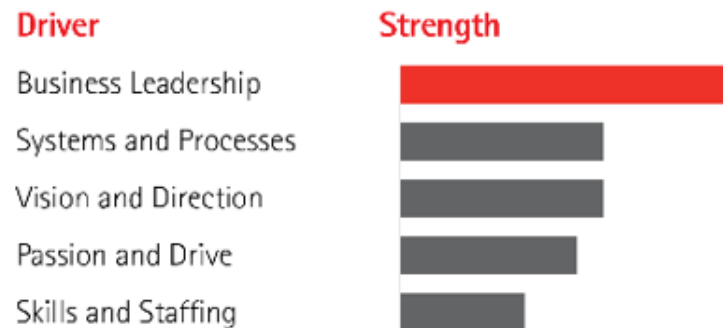 Driver Strength
Business Leadership
Systems and Processes
Vision and Direction
Passion and Drive
Skills and Staffing